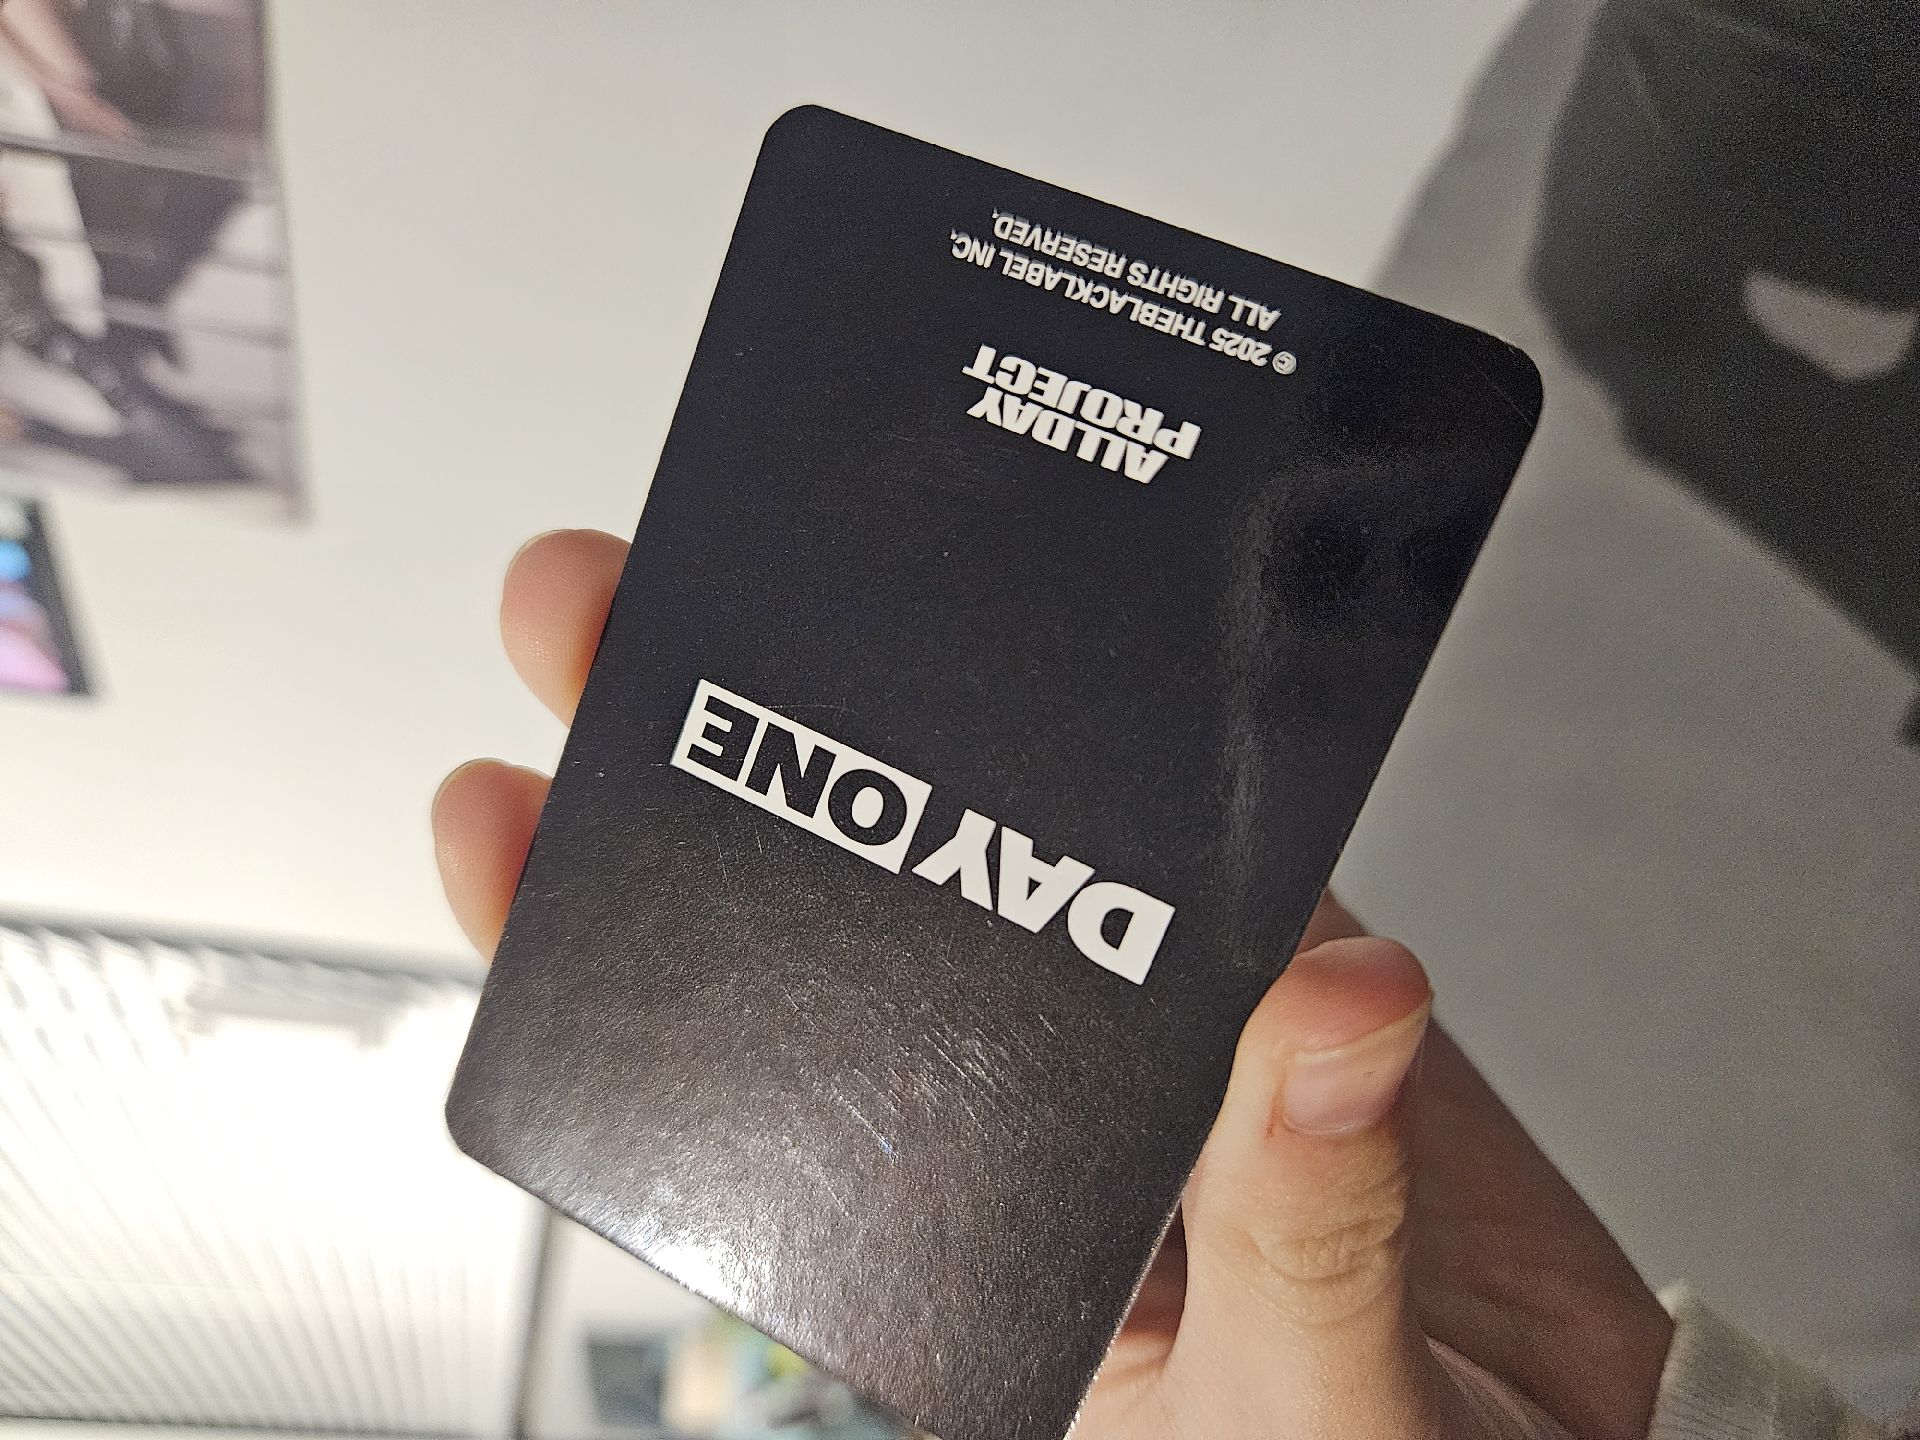 DAY ONE
ALLDAY
PROJECT
© 2025 THEBLACKLABEL INC.
ALL RIGHTS RESERVED.